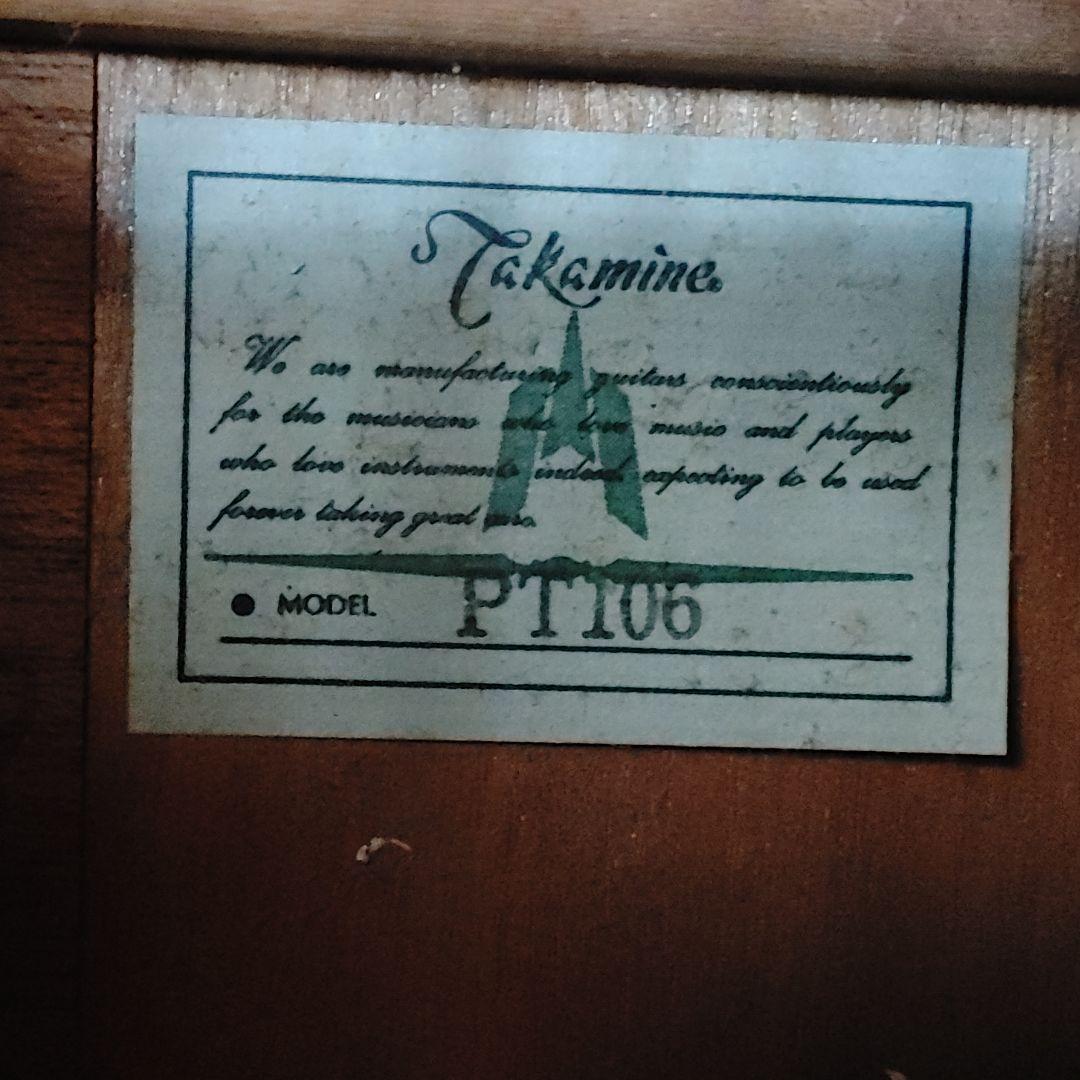 Takamine
We are manufacturing guitars conscientiously
for the musicians who love music and players
who love instruments indeed expecting to be used
forever taking great care.
● MODEL PT106